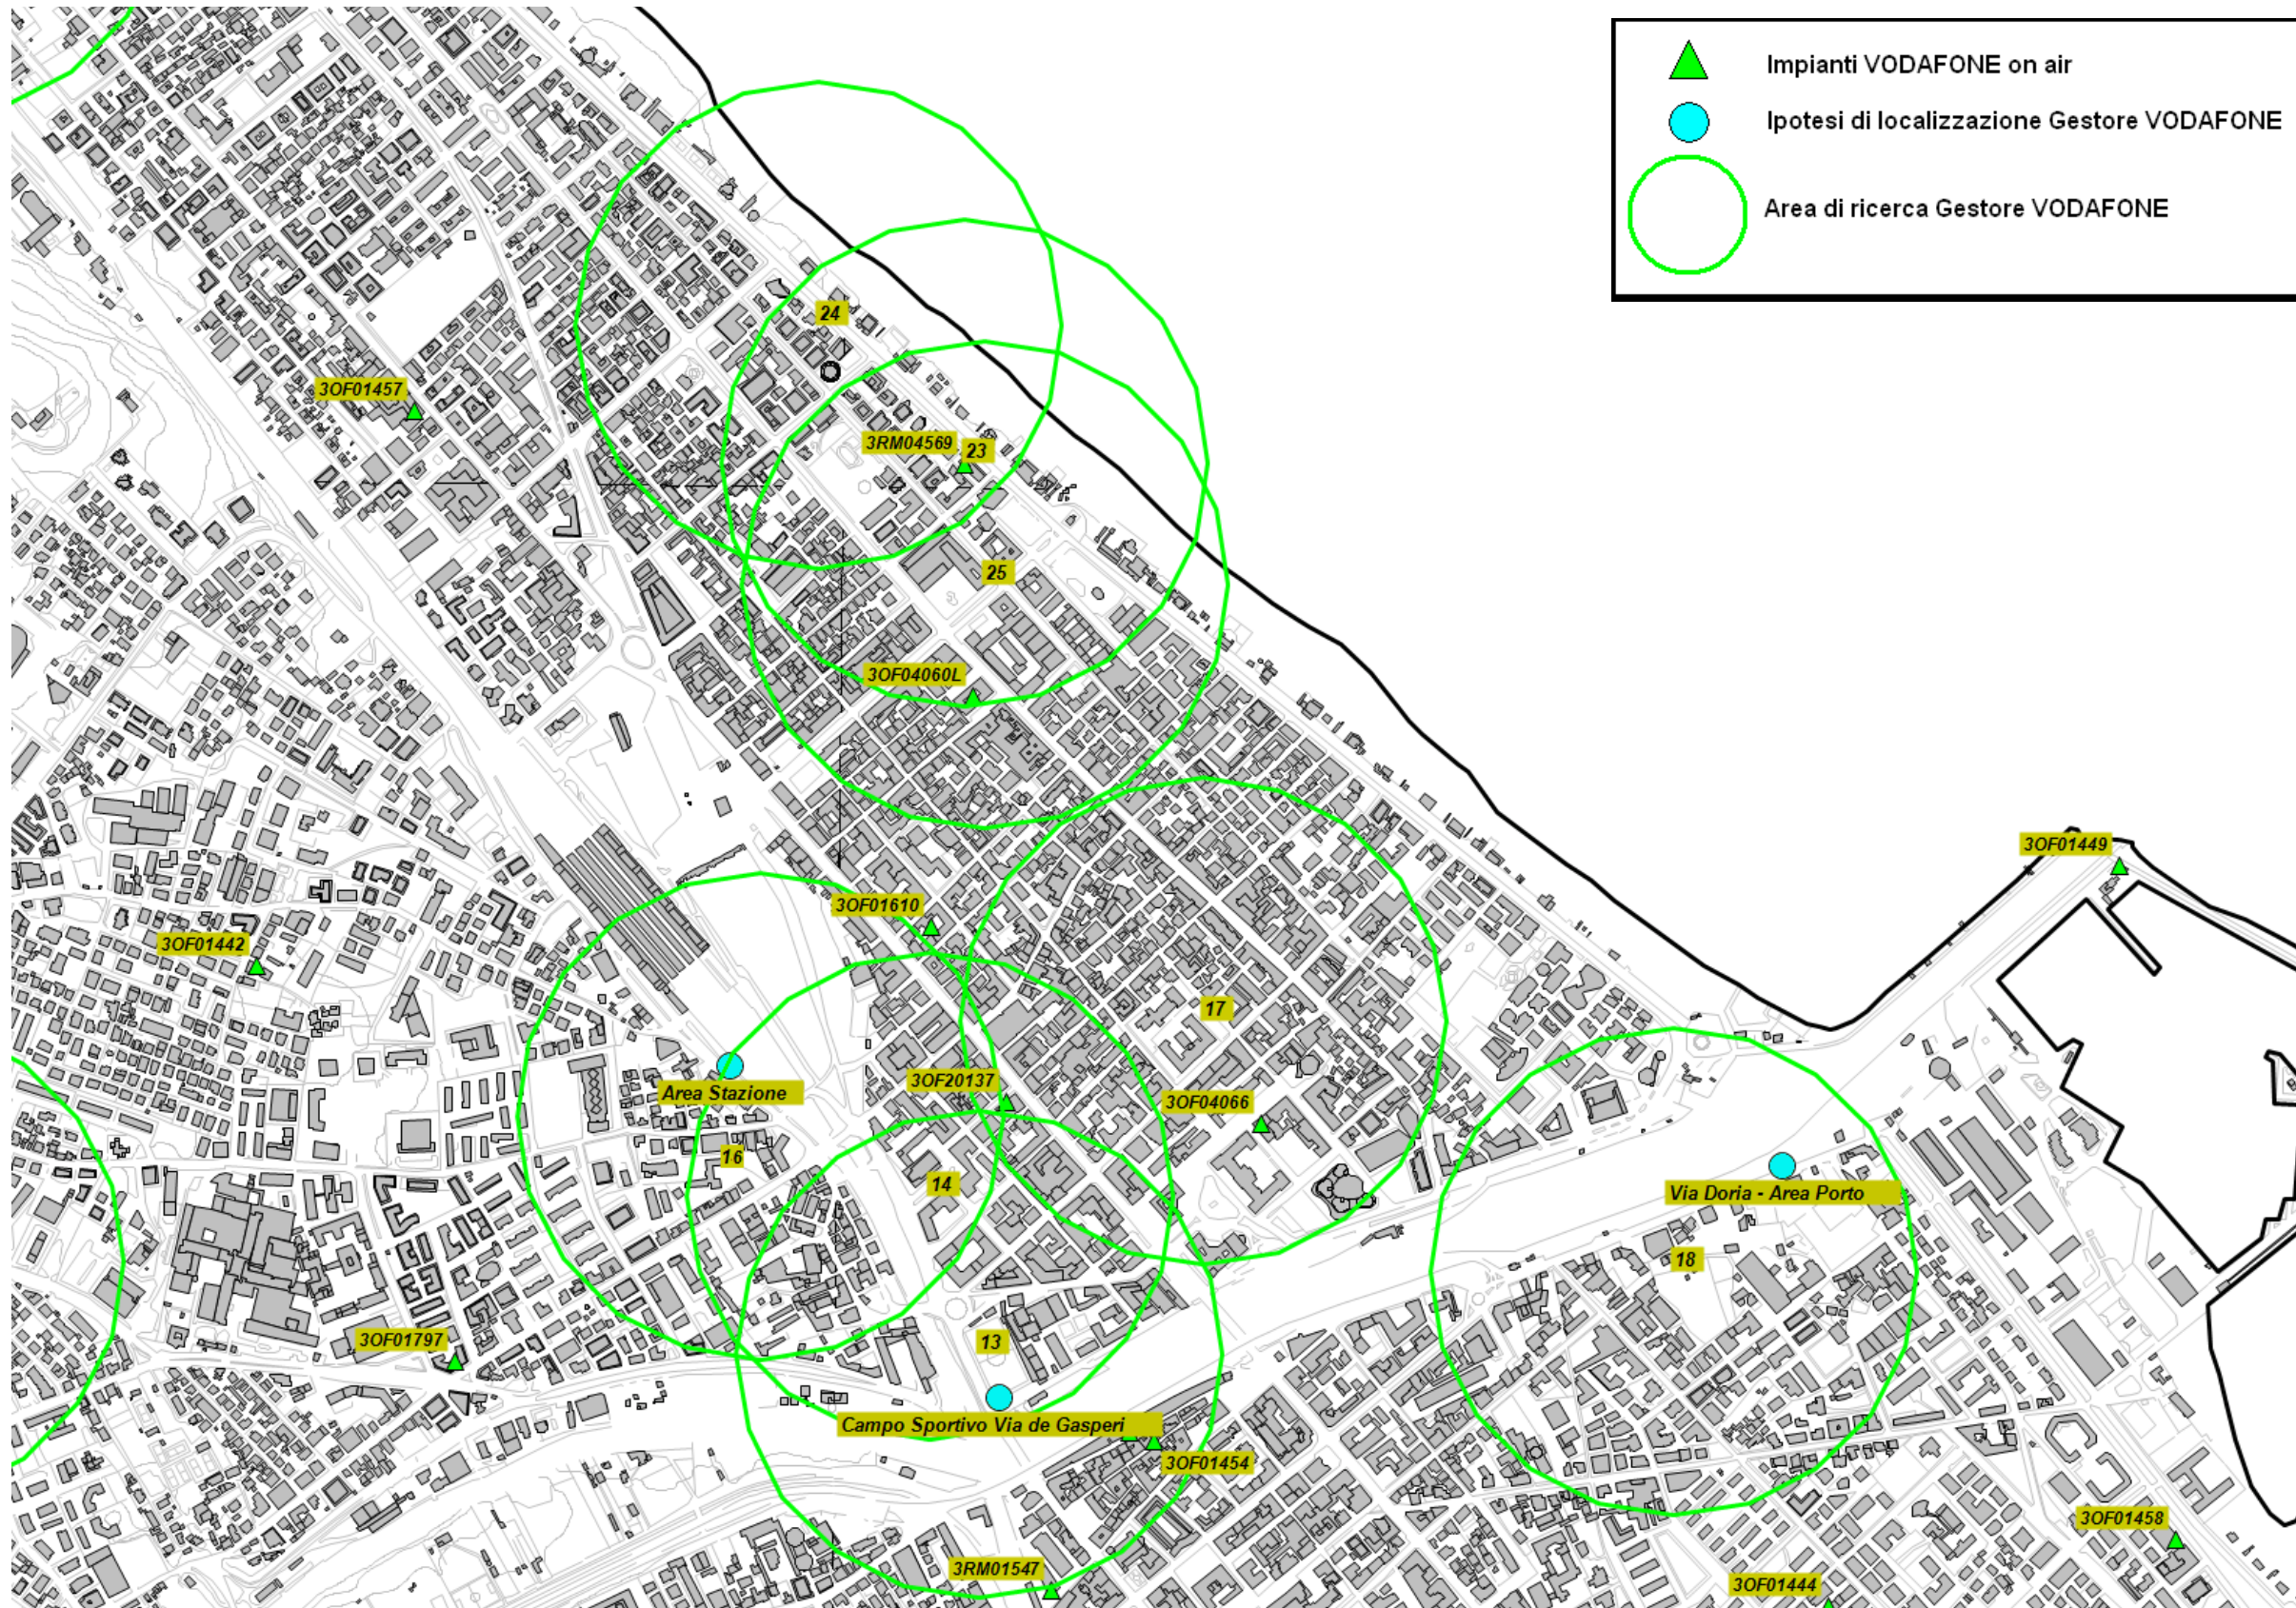 Impianti VODAFONE on air
Ipotesi di localizzazione Gestore VODAFONE
Area di ricerca Gestore VODAFONE
24
3OF01457
3RM04569
23
25
3OF04060L
3OF01449
3OF01610
3OF01442
17
3OF20137
Area Stazione
3OF04066
16
14
Via Doria - Area Porto
18
3OF01797
13
Campo Sportivo Via de Gasperi
3OF01454
3OF01458
3RM01547
3OF01444